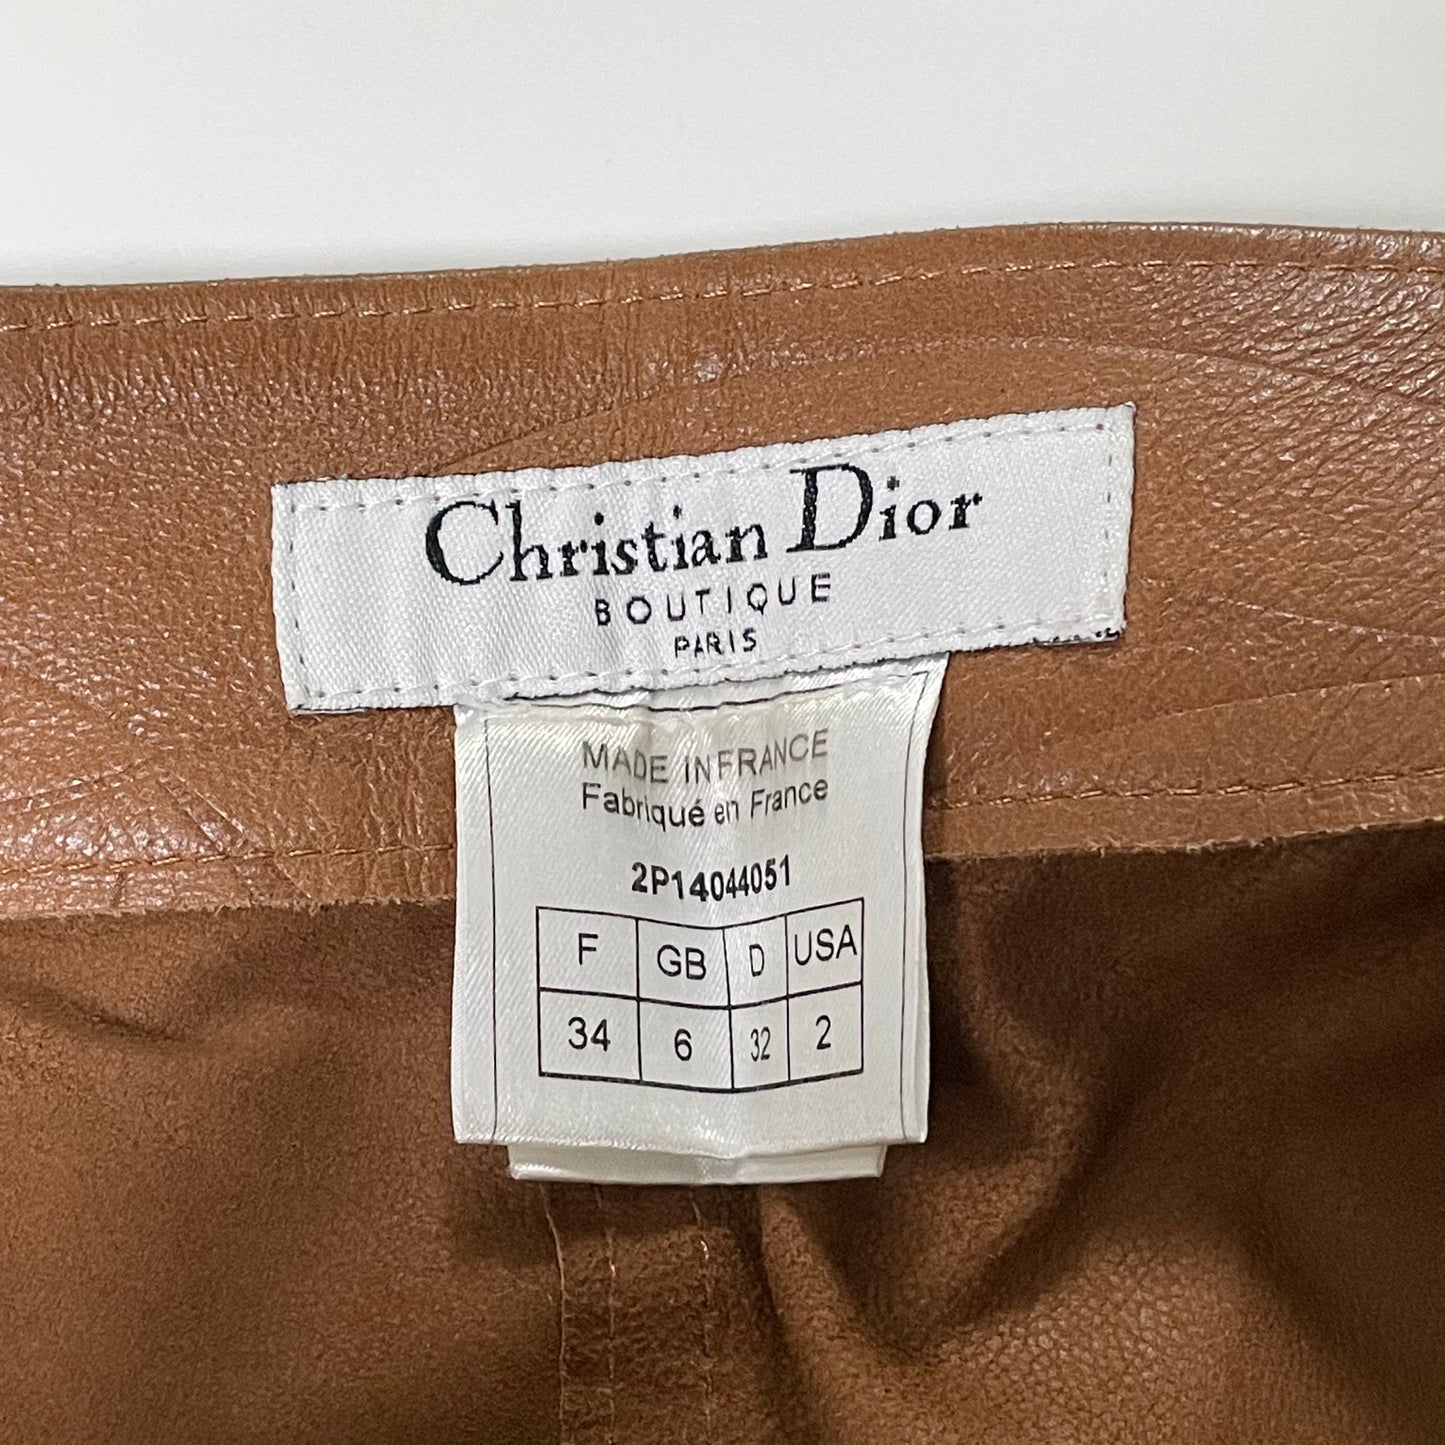 Christian Dior
BOUTIQUE
PARIS
MADE IN FRANCE
Fabriqué en France
2P14044051
F GB D USA
34 6 32 2